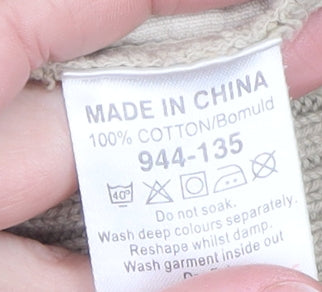 MADE IN CHINA
100% COTTON/Bomuld
944-135
40°
Do not soak.
Wash deep colours separately.
Reshape whilst damp.
Wash garment inside out